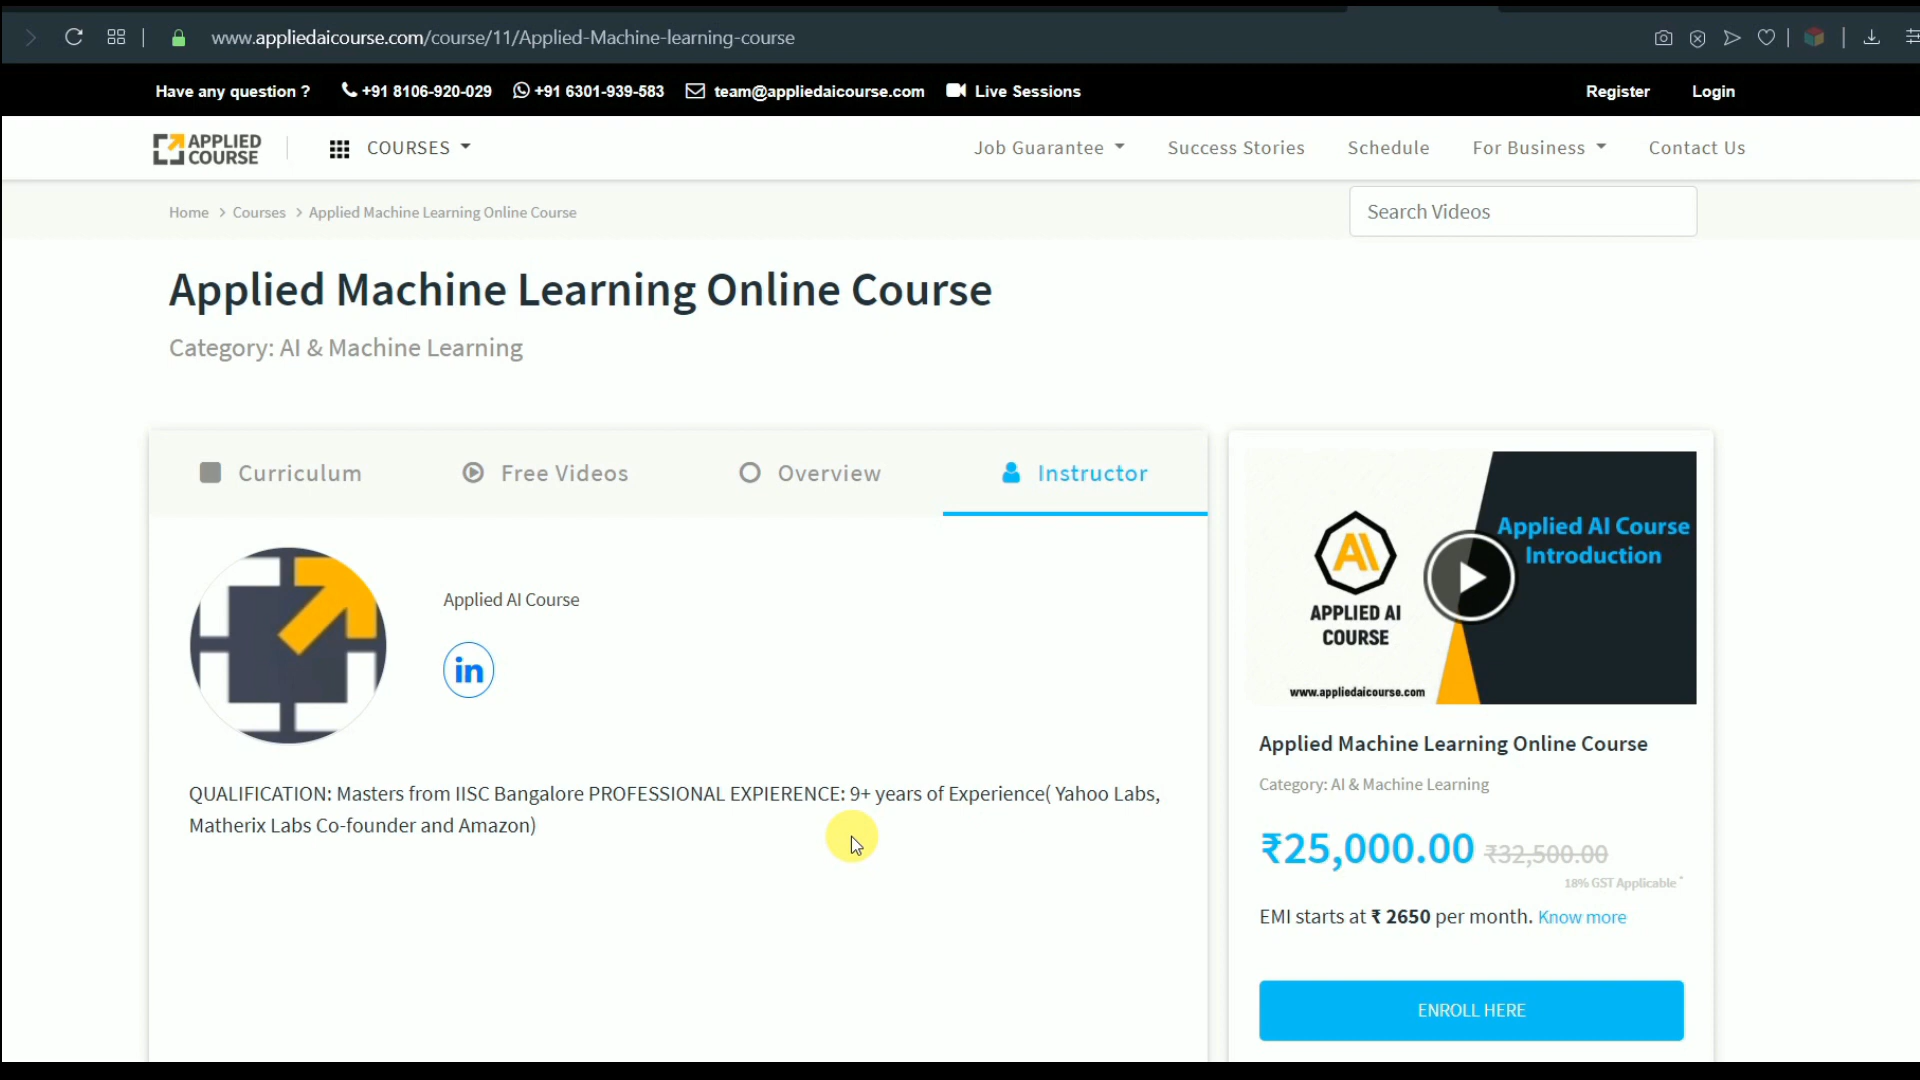 www.appliedaicourse.com/course/11/Applied-Machine-learning-course
Have any question ? +91 8106-920-029 +91 6301-939-583 team@appliedaicourse.com Live Sessions Register Login
APPLIED
COURSE
COURSES Job Guarantee Success Stories Schedule For Business Contact Us
Home > Courses > Applied Machine Learning Online Course
Search Videos
Applied Machine Learning Online Course
Category: AI & Machine Learning
Curriculum Free Videos Overview Instructor
Applied AI Course
in
QUALIFICATION: Masters from IISC Bangalore PROFESSIONAL EXPIERENCE: 9+ years of Experience( Yahoo Labs,
Matherix Labs Co-founder and Amazon)
Applied AI Course
Introduction
AI
APPLIED AI
COURSE
www.appliedaicourse.com
Applied Machine Learning Online Course
Category: AI & Machine Learning
₹25,000.00 ₹32,500.00
18% GST Applicable *
EMI starts at ₹ 2650 per month. Know more
ENROLL HERE